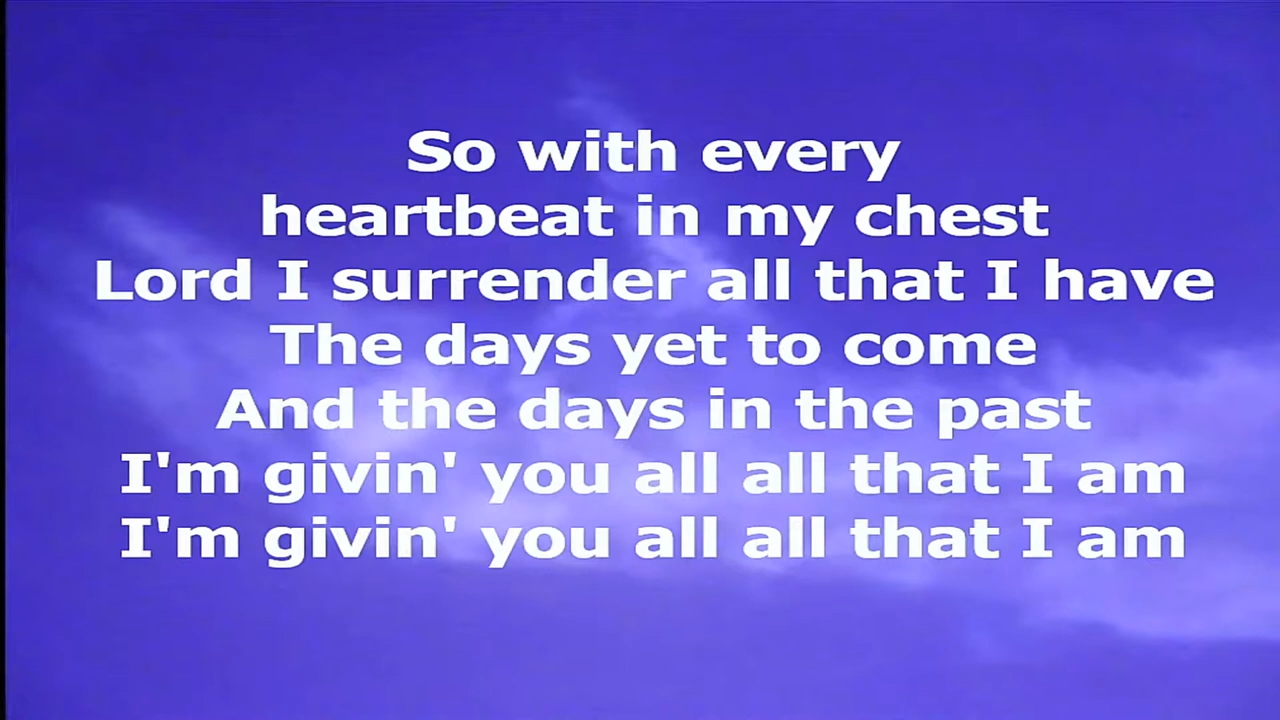 So with every
heartbeat in my chest
Lord I surrender all that I have
The days yet to come
And the days in the past
I'm givin' you all all that I am
I'm givin' you all all that I am